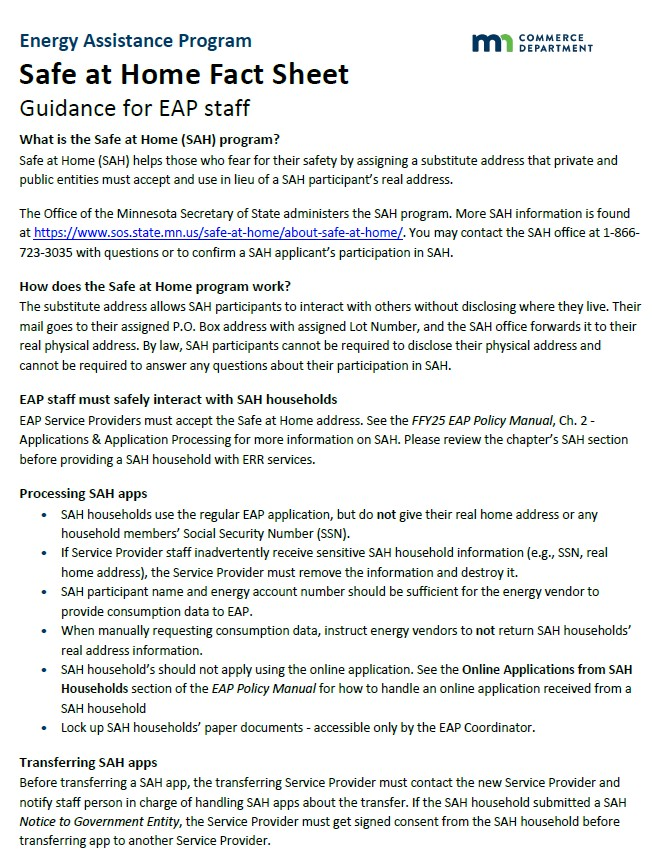 Energy Assistance Program
mn COMMERCE
DEPARTMENT
Safe at Home Fact Sheet
Guidance for EAP staff
What is the Safe at Home (SAH) program?
Safe at Home (SAH) helps those who fear for their safety by assigning a substitute address that private and
public entities must accept and use in lieu of a SAH participant's real address.
The Office of the Minnesota Secretary of State administers the SAH program. More SAH information is found
at https://www.sos.state.mn.us/safe-at-home/about-safe-at-home/. You may contact the SAH office at 1-866-
723-3035 with questions or to confirm a SAH applicant's participation in SAH.
How does the Safe at Home program work?
The substitute address allows SAH participants to interact with others without disclosing where they live. Their
mail goes to their assigned P.O. Box address with assigned Lot Number, and the SAH office forwards it to their
real physical address. By law, SAH participants cannot be required to disclose their physical address and
cannot be required to answer any questions about their participation in SAH.
EAP staff must safely interact with SAH households
EAP Service Providers must accept the Safe at Home address. See the FFY25 EAP Policy Manual, Ch. 2 -
Applications & Application Processing for more information on SAH. Please review the chapter's SAH section
before providing a SAH household with ERR services.
Processing SAH apps
• SAH households use the regular EAP application, but do not give their real home address or any
household members' Social Security Number (SSN).
• If Service Provider staff inadvertently receive sensitive SAH household information (e.g., SSN, real
home address), the Service Provider must remove the information and destroy it.
• SAH participant name and energy account number should be sufficient for the energy vendor to
provide consumption data to EAP.
• When manually requesting consumption data, instruct energy vendors to not return SAH households'
real address information.
• SAH household's should not apply using the online application. See the Online Applications from SAH
Households section of the EAP Policy Manual for how to handle an online application received from a
SAH household
• Lock up SAH households' paper documents - accessible only by the EAP Coordinator.
Transferring SAH apps
Before transferring a SAH app, the transferring Service Provider must contact the new Service Provider and
notify staff person in charge of handling SAH apps about the transfer. If the SAH household submitted a SAH
Notice to Government Entity, the Service Provider must get signed consent from the SAH household before
transferring app to another Service Provider.